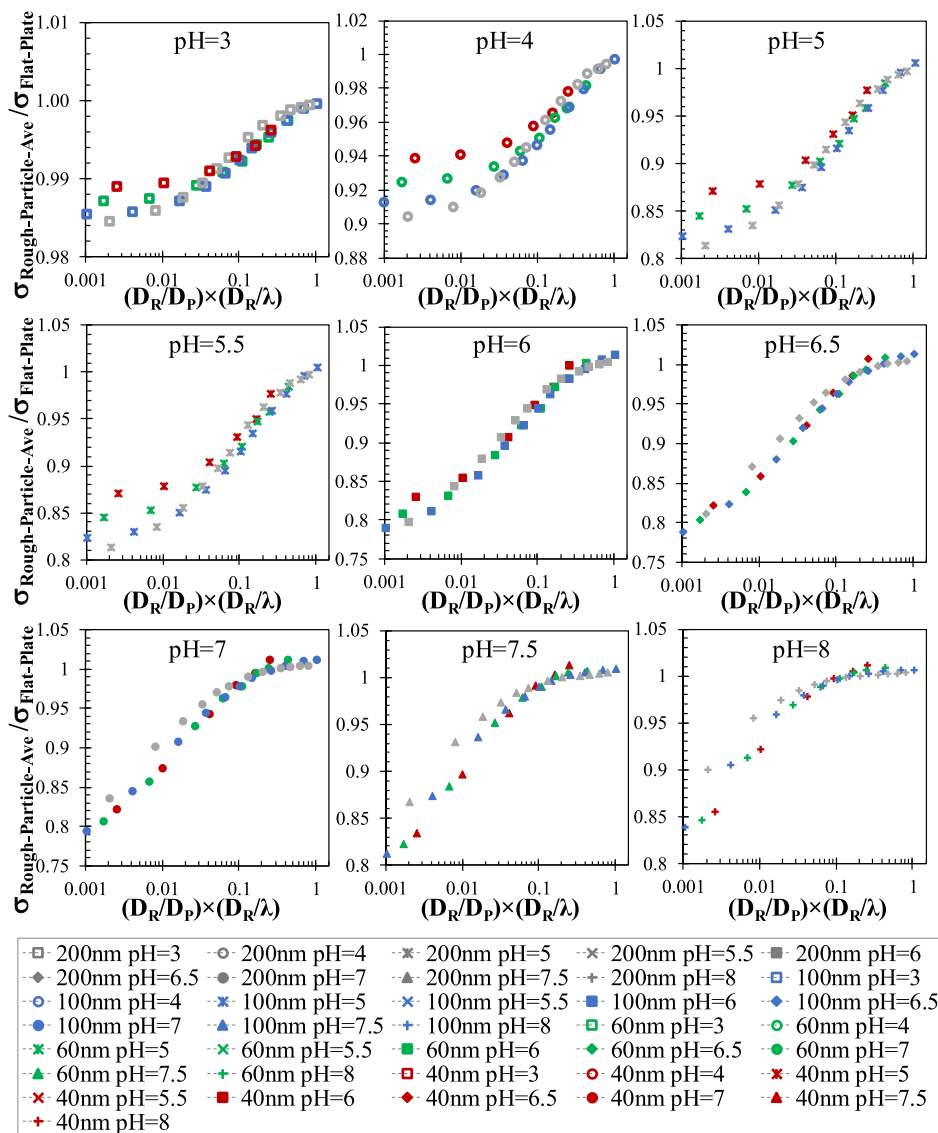 σRough-Particle-Ave /σFlat-Plate
pH=3
1.01
1.00
0.99
0.98
0.001 0.01 0.1 1
(DR/DP)×(DR/λ)
pH=4
1
0.98
0.96
0.94
0.92
0.9
0.88
0.001 0.01 0.1 1
(DR/DP)×(DR/λ)
pH=5
1.05
1
0.95
0.9
0.85
0.8
0.001 0.01 0.1 1
(DR/DP)×(DR/λ)
σRough-Particle-Ave /σFlat-Plate
pH=5.5
1.05
1
0.95
0.9
0.85
0.8
0.001 0.01 0.1 1
(DR/DP)×(DR/λ)
pH=6
1.05
1
0.95
0.9
0.85
0.8
0.75
0.001 0.01 0.1 1
(DR/DP)×(DR/λ)
pH=6.5
1.05
1
0.95
0.9
0.85
0.8
0.75
0.001 0.01 0.1 1
(DR/DP)×(DR/λ)
σRough-Particle-Ave /σFlat-Plate
pH=7
1.05
1
0.95
0.9
0.85
0.8
0.75
0.001 0.01 0.1 1
(DR/DP)×(DR/λ)
pH=7.5
1.05
1
0.95
0.9
0.85
0.8
0.001 0.01 0.1 1
(DR/DP)×(DR/λ)
pH=8
1.05
1
0.95
0.9
0.85
0.8
0.001 0.01 0.1 1
(DR/DP)×(DR/λ)
200nm pH=3 200nm pH=4 200nm pH=5 200nm pH=5.5 200nm pH=6
200nm pH=6.5 200nm pH=7 200nm pH=7.5 200nm pH=8 100nm pH=3
100nm pH=4 100nm pH=5 100nm pH=5.5 100nm pH=6 100nm pH=6.5
100nm pH=7 100nm pH=7.5 100nm pH=8 60nm pH=3 60nm pH=4
60nm pH=5 60nm pH=5.5 60nm pH=6 60nm pH=6.5 60nm pH=7
60nm pH=7.5 60nm pH=8 40nm pH=3 40nm pH=4 40nm pH=5
40nm pH=5.5 40nm pH=6 40nm pH=6.5 40nm pH=7 40nm pH=7.5
40nm pH=8